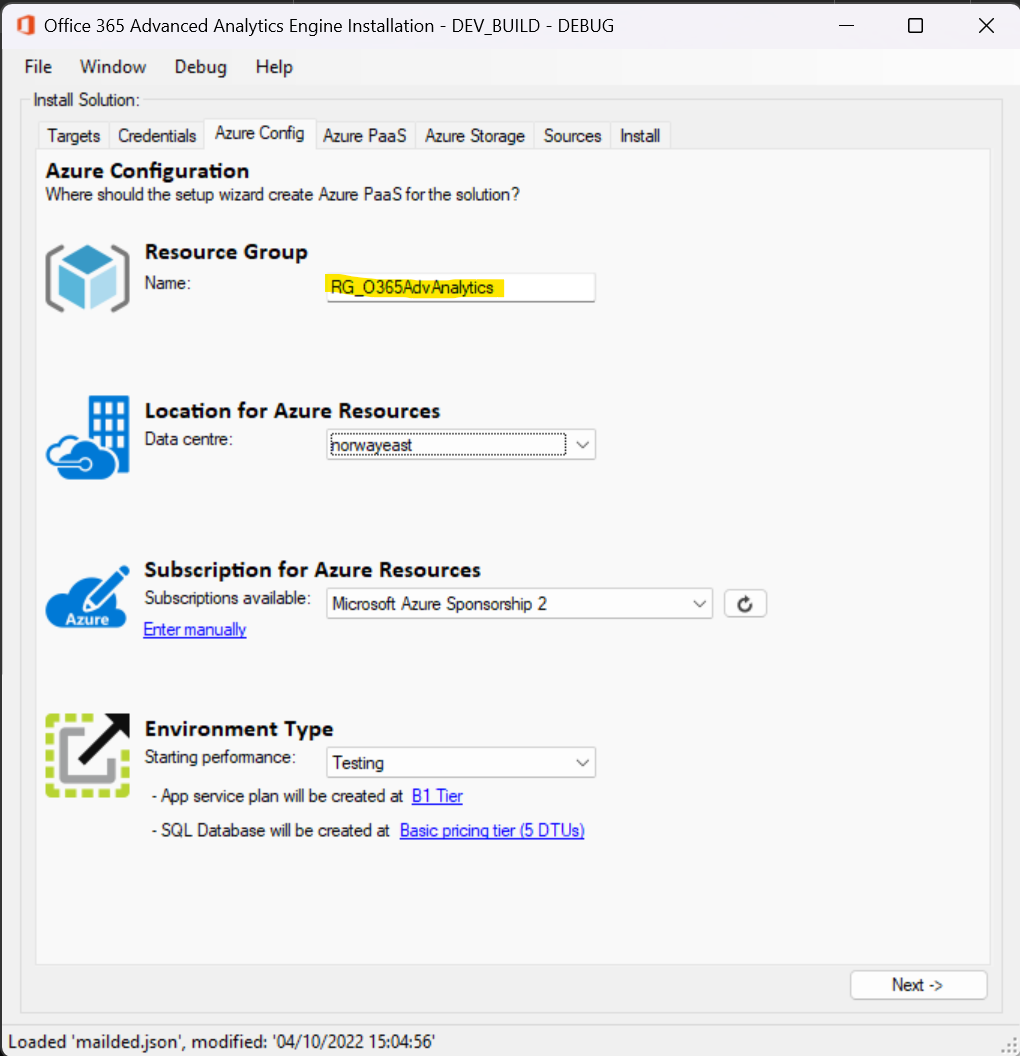 Office 365 Advanced Analytics Engine Installation - DEV_BUILD - DEBUG
File Window Debug Help
Install Solution:
Targets Credentials Azure Config Azure PaaS Azure Storage Sources Install
Azure Configuration
Where should the setup wizard create Azure PaaS for the solution?
Resource Group
Name: RG_O365AdvAnalytics
Location for Azure Resources
Data centre: norwayeast
Subscription for Azure Resources
Subscriptions available: Microsoft Azure Sponsorship 2
Azure
Enter manually
Environment Type
Starting performance: Testing
- App service plan will be created at B1 Tier
- SQL Database will be created at Basic pricing tier (5 DTUs)
Next ->
Loaded 'mailded.json', modified: '04/10/2022 15:04:56'